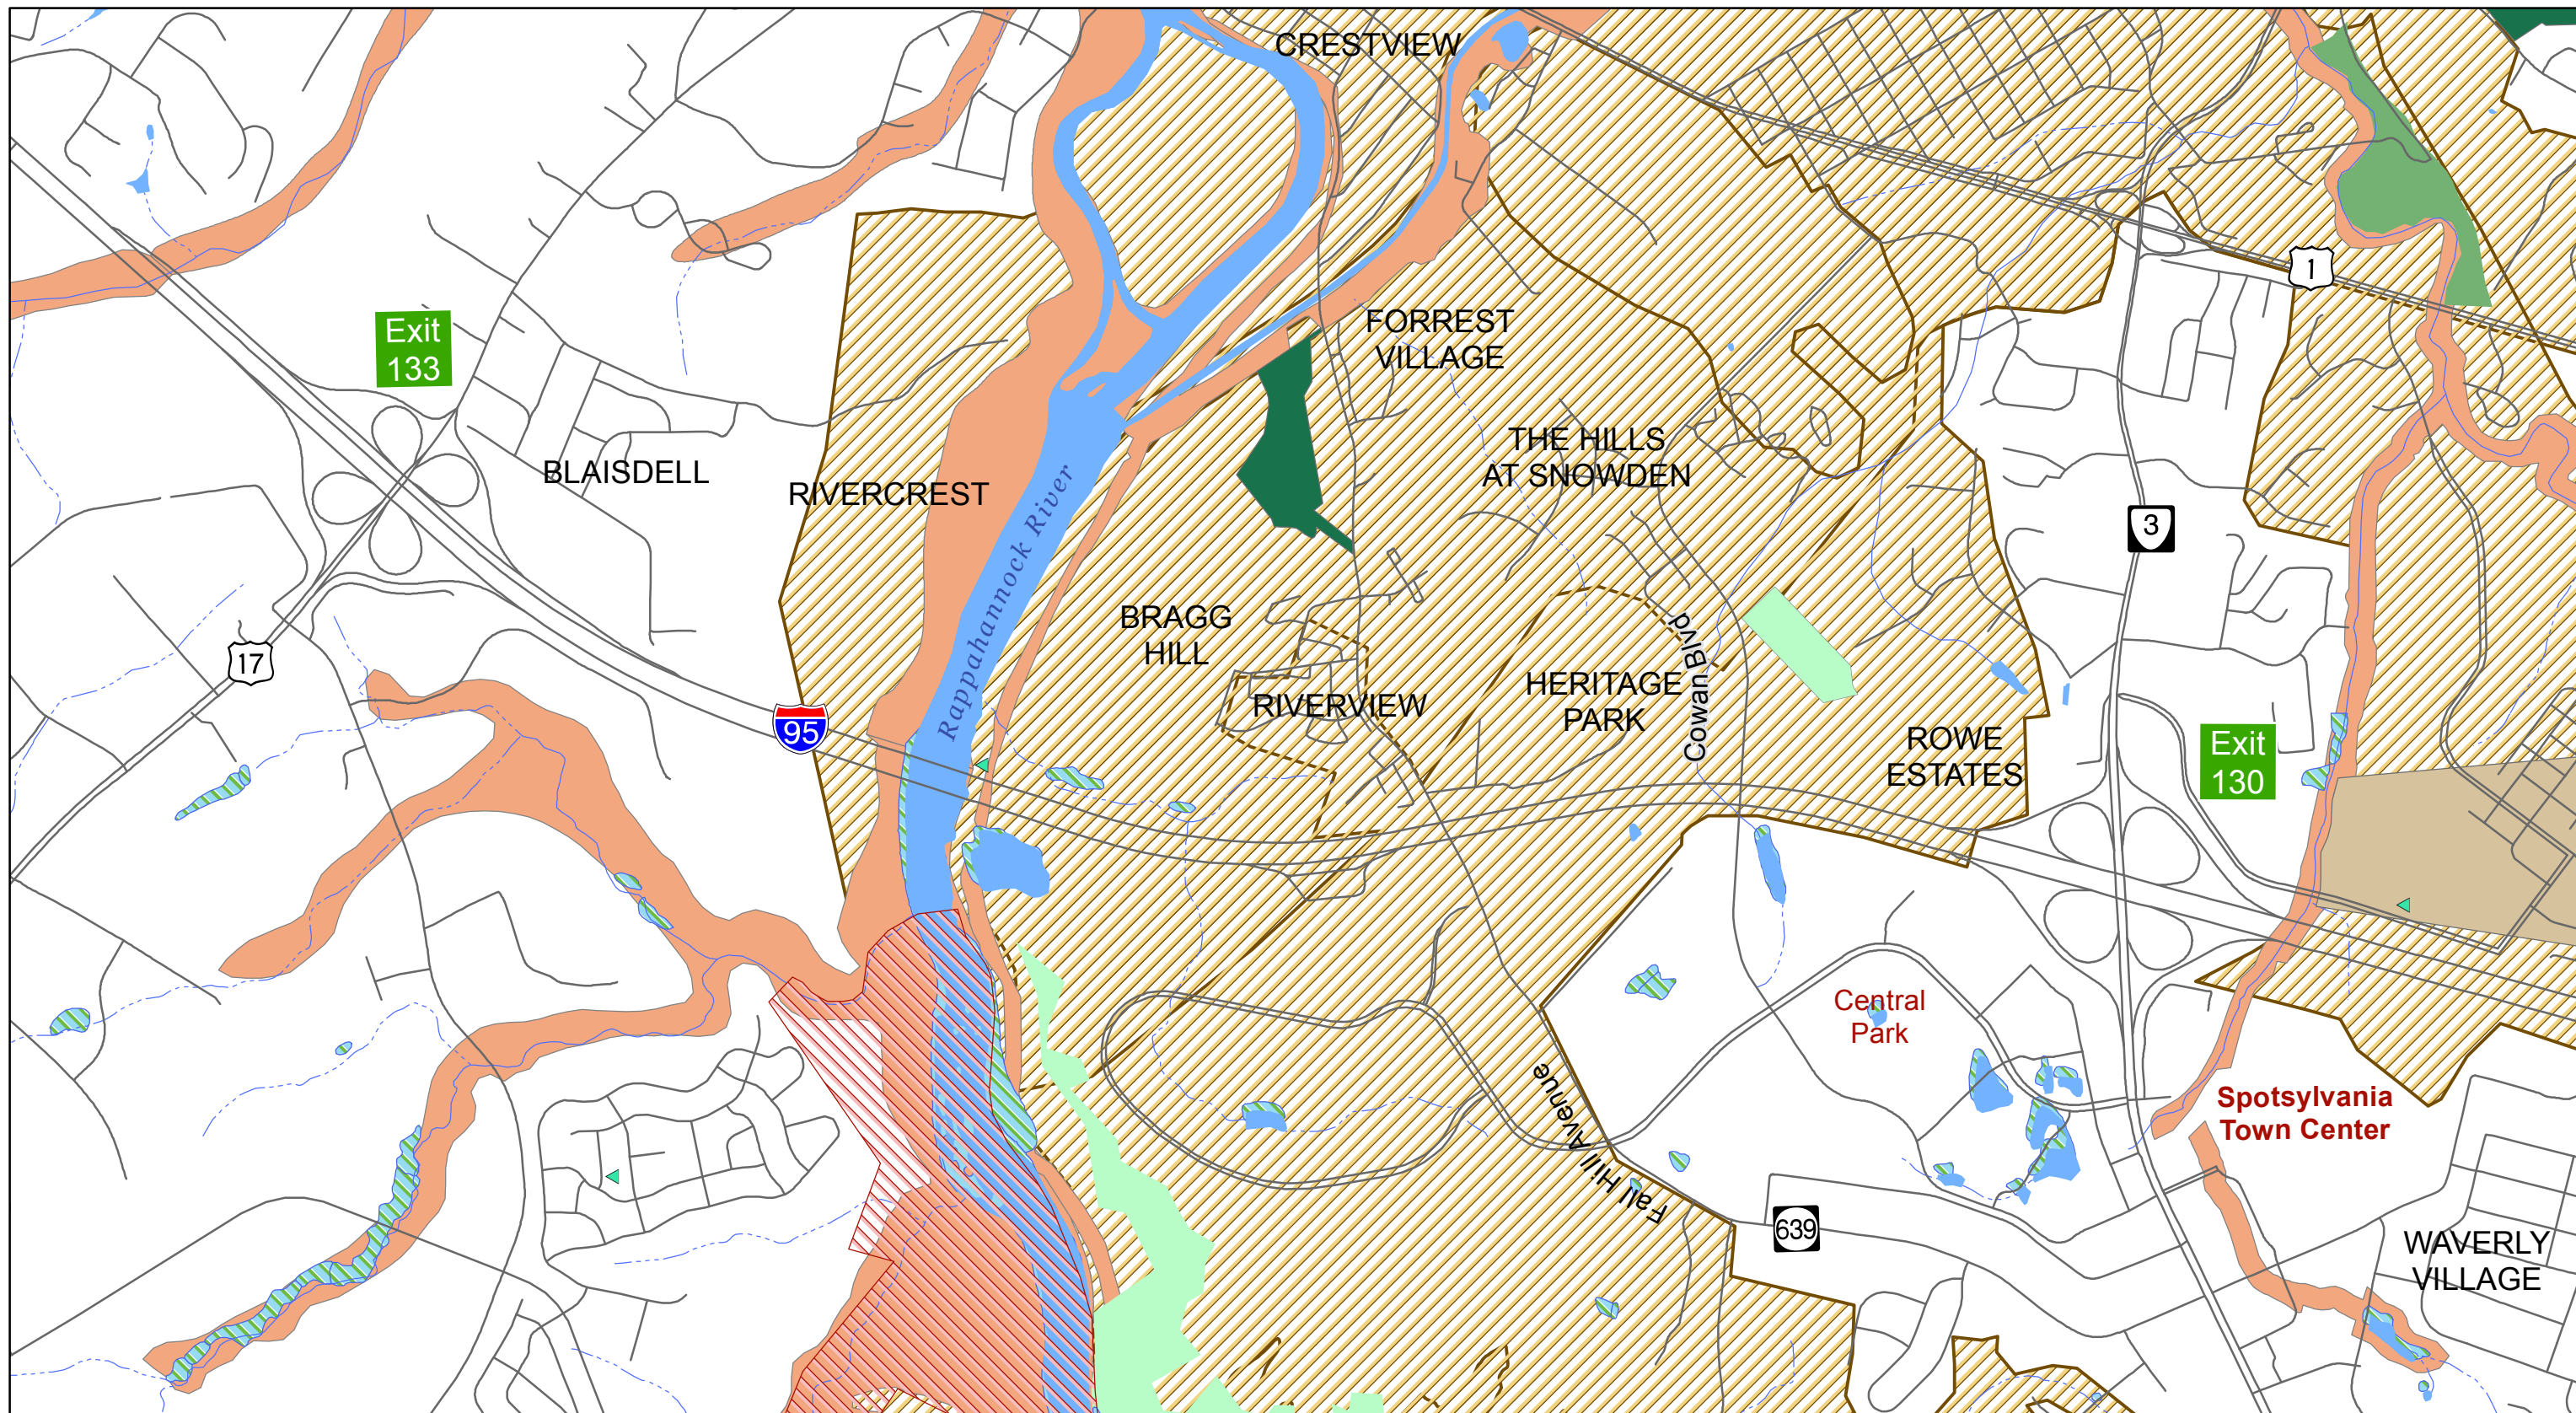 CRESTVIEW
1
Exit
133
FORREST
VILLAGE
BLAISDELL
RIVERCREST
THE HILLS
AT SNOWDEN
3
Rappahannock River
17
BRAGG
HILL
Cowan Blvd
RIVERVIEW
HERITAGE
PARK
95
ROWE
ESTATES
Exit
130
Central
Park
Fall Hill Avenue
Spotsylvania
Town Center
639
WAVERLY
VILLAGE